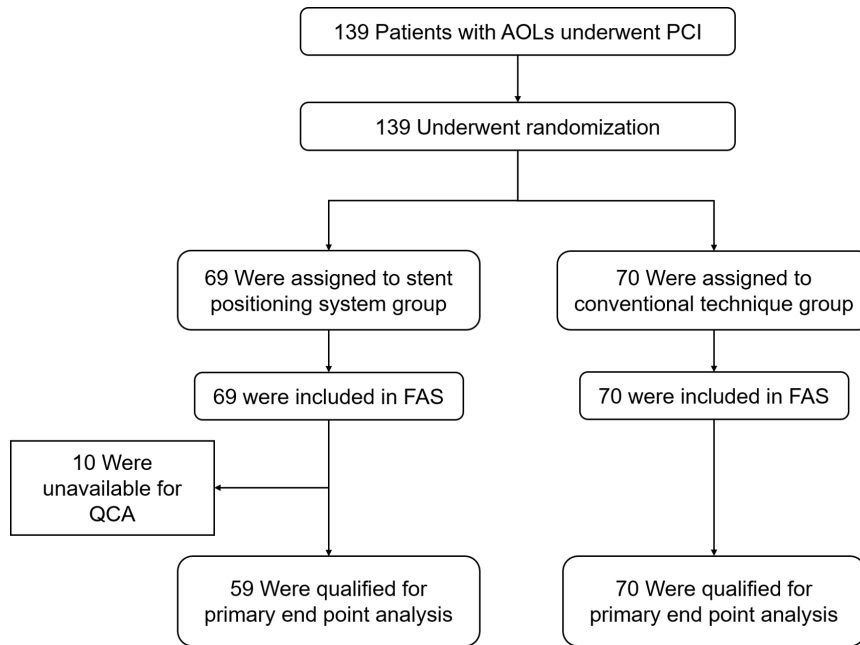 139 Patients with AOLs underwent PCI
139 Underwent randomization
69 Were assigned to stent
positioning system group
70 Were assigned to
conventional technique group
69 were included in FAS
70 were included in FAS
10 Were
unavailable for
QCA
59 Were qualified for
primary end point analysis
70 Were qualified for
primary end point analysis